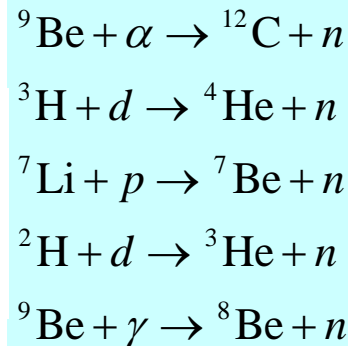 ⁹Be + α → ¹²C + n
³H + d → ⁴He + n
⁷Li + p → ⁷Be + n
²H + d → ³He + n
⁹Be + γ → ⁸Be + n